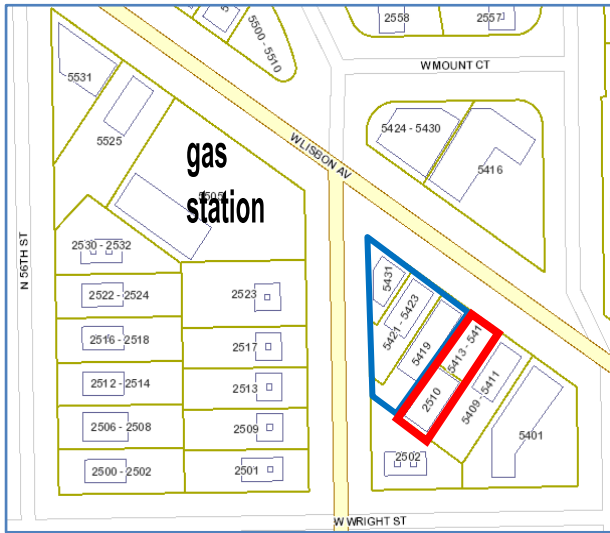 2558
2557
5500 - 5510
W MOUNT CT
5531
5525
W LISBON AV
5424 - 5430
5416
gas
station
5505
N 56TH ST
2530 - 2532
2522 - 2524
2523
2516 - 2518
2517
2512 - 2514
2513
2506 - 2508
2509
2500 - 2502
2501
5431
5421 - 5423
5419
5413 - 541
2510
5409 - 5411
5401
2502
W WRIGHT ST